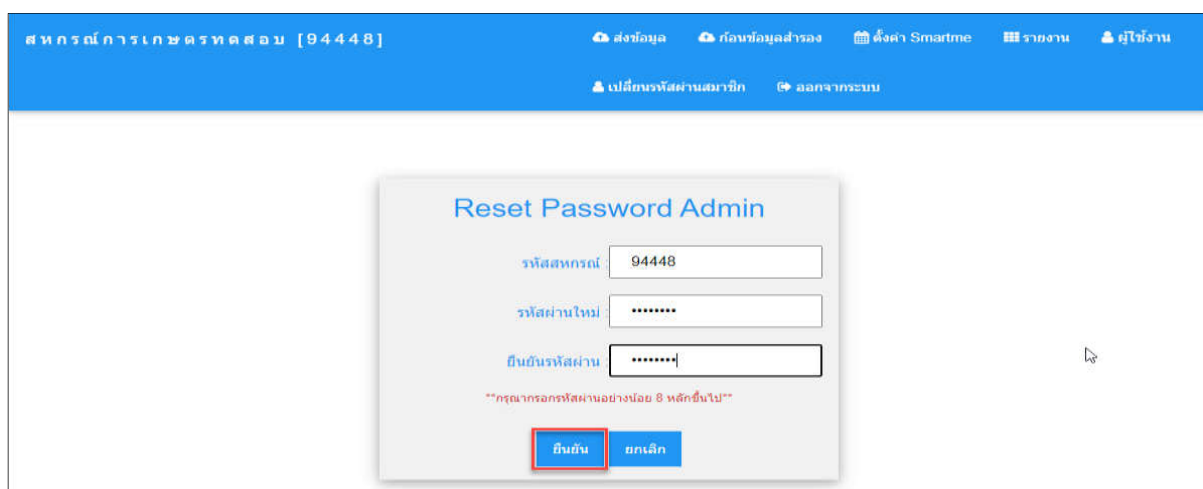 สหกรณ์การเกษตรทดสอบ [94448]
ส่งข้อมูล ก้อนข้อมูลสำรอง ตั้งค่า Smartme รายงาน ผู้ใช้งาน
เปลี่ยนรหัสผ่านสมาชิก ออกจากระบบ
Reset Password Admin
รหัสสหกรณ์ : 94448
รหัสผ่านใหม่ : ••••••••
ยืนยันรหัสผ่าน : ••••••••
**กรุณากรอกรหัสผ่านอย่างน้อย 8 หลักขึ้นไป**
ยืนยัน ยกเลิก